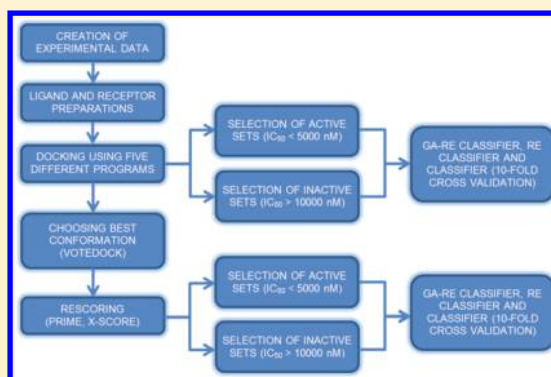 CREATION OF
EXPERIMENTAL DATA
LIGAND AND RECEPTOR
PREPARATIONS
DOCKING USING FIVE
DIFFERENT PROGRAMS
CHOOSING BEST
CONFORMATION
(VOTEDOCK)
RESCORING
(PRIME, X-SCORE)
SELECTION OF ACTIVE
SETS (IC₅₀ < 5000 nM)
SELECTION OF INACTIVE
SETS (IC₅₀ > 10000 nM)
GA-RE CLASSIFIER, RE
CLASSIFIER AND
CLASSIFIER (10-FOLD
CROSS VALIDATION)
SELECTION OF ACTIVE
SETS (IC₅₀ < 5000 nM)
SELECTION OF INACTIVE
SETS (IC₅₀ > 10000 nM)
GA-RE CLASSIFIER, RE
CLASSIFIER AND
CLASSIFIER (10-FOLD
CROSS VALIDATION)